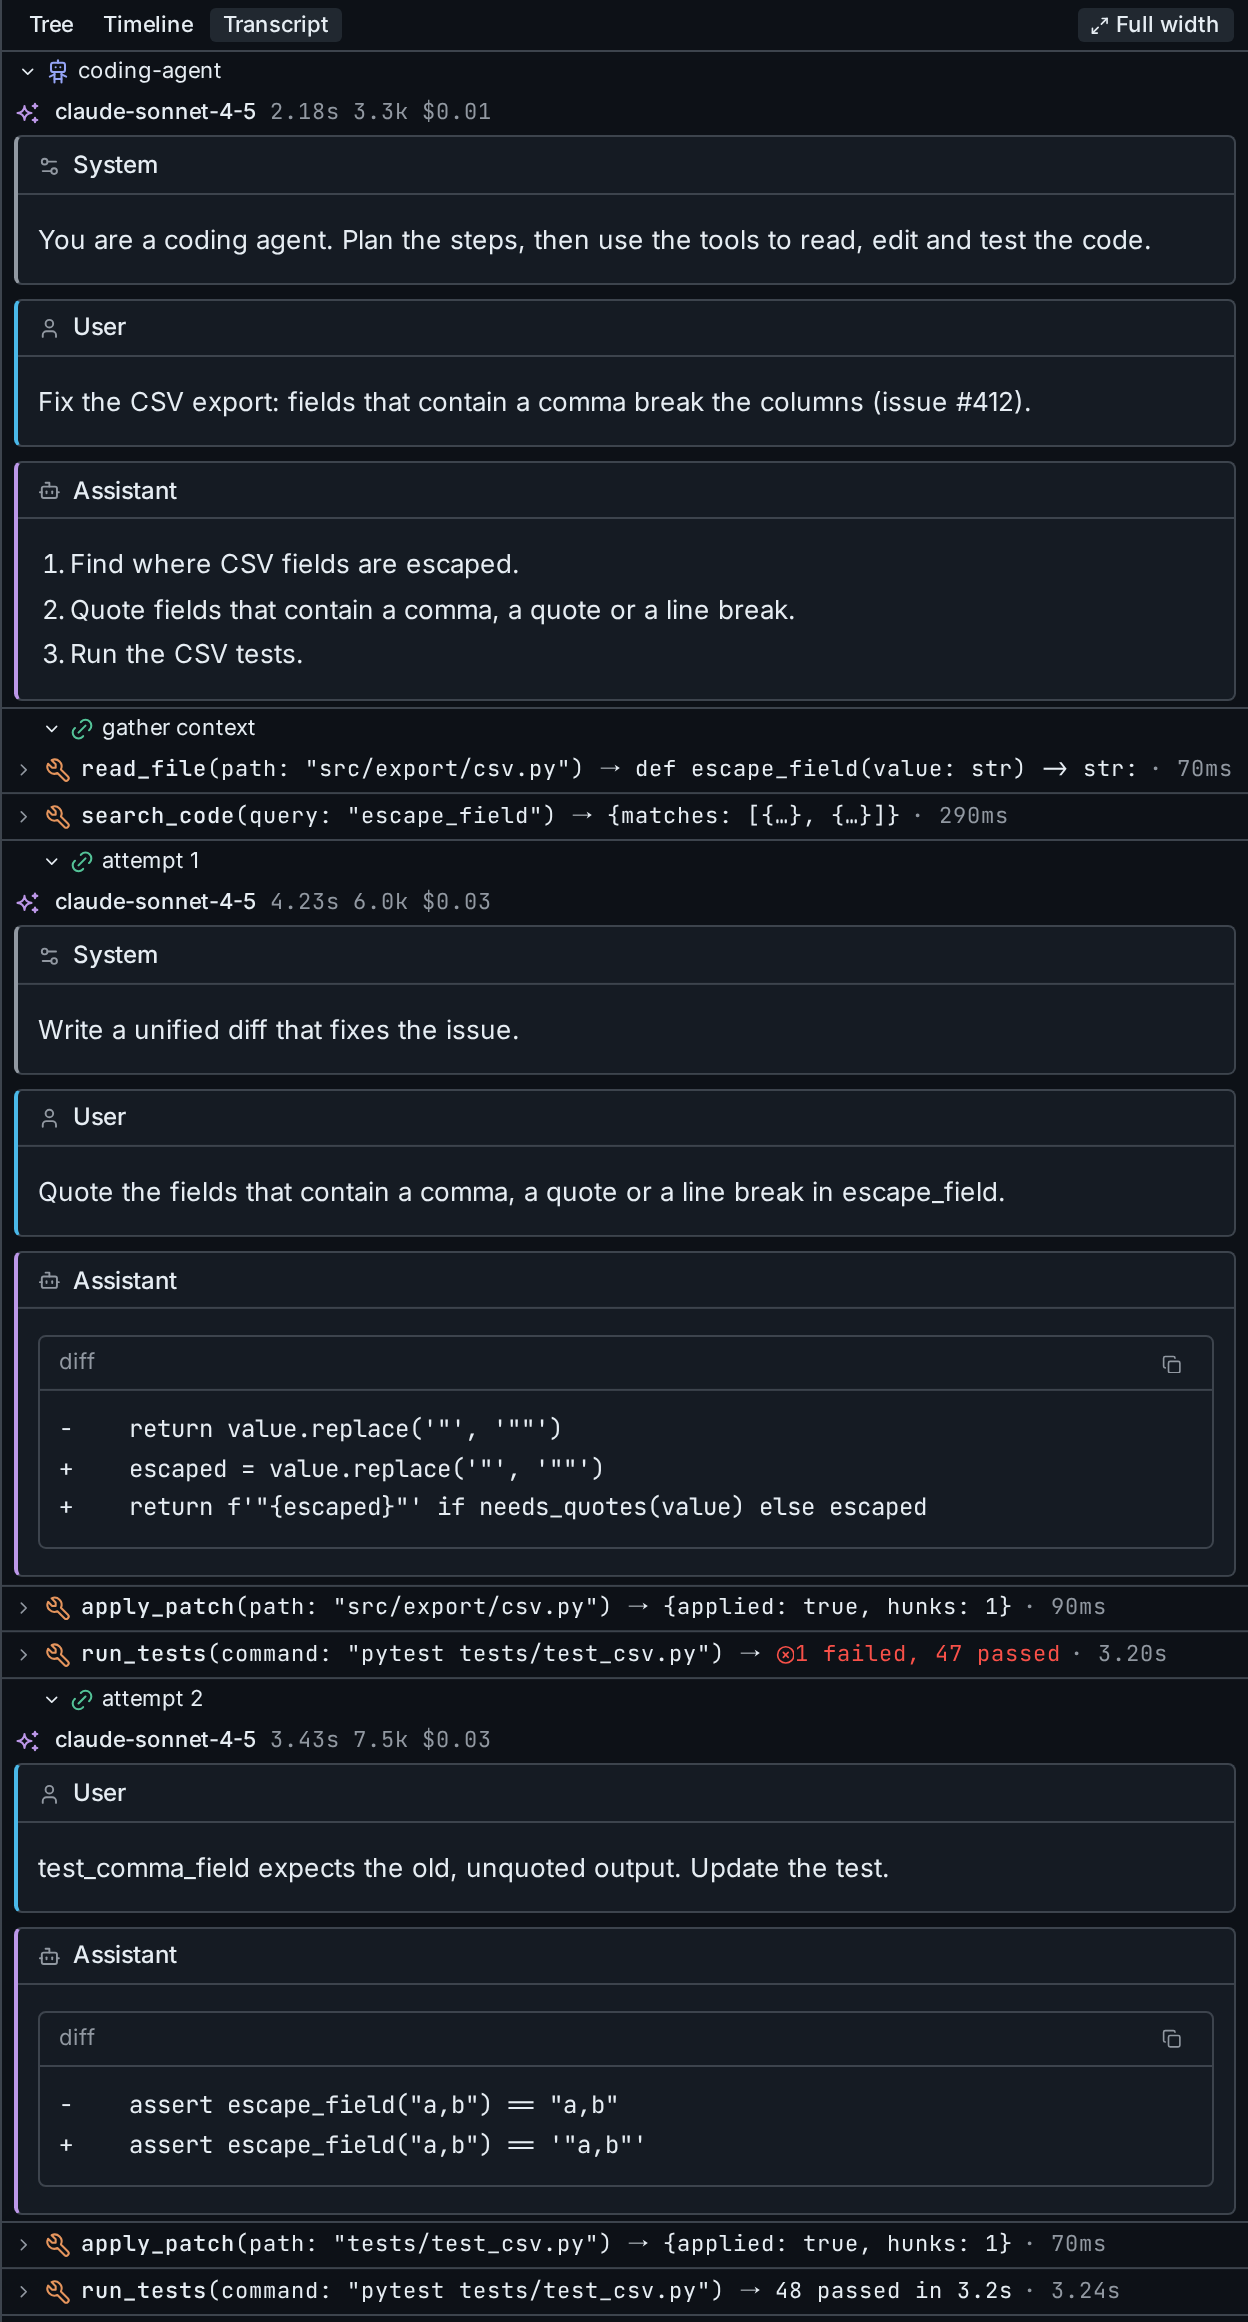 Tree Timeline Transcript Full width
coding-agent
claude-sonnet-4-5 2.18s 3.3k $0.01
System
You are a coding agent. Plan the steps, then use the tools to read, edit and test the code.
User
Fix the CSV export: fields that contain a comma break the columns (issue #412).
Assistant
1. Find where CSV fields are escaped.
2. Quote fields that contain a comma, a quote or a line break.
3. Run the CSV tests.
gather context
read_file(path: "src/export/csv.py") → def escape_field(value: str) -> str: · 70ms
search_code(query: "escape_field") → {matches: [{…}, {…}]} · 290ms
attempt 1
claude-sonnet-4-5 4.23s 6.0k $0.03
System
Write a unified diff that fixes the issue.
User
Quote the fields that contain a comma, a quote or a line break in escape_field.
Assistant
diff
-    return value.replace('"', '""')
+    escaped = value.replace('"', '""')
+    return f'"{escaped}"' if needs_quotes(value) else escaped
apply_patch(path: "src/export/csv.py") → {applied: true, hunks: 1} · 90ms
run_tests(command: "pytest tests/test_csv.py") → 1 failed, 47 passed · 3.20s
attempt 2
claude-sonnet-4-5 3.43s 7.5k $0.03
User
test_comma_field expects the old, unquoted output. Update the test.
Assistant
diff
-    assert escape_field("a,b") == "a,b"
+    assert escape_field("a,b") == '"a,b"'
apply_patch(path: "tests/test_csv.py") → {applied: true, hunks: 1} · 70ms
run_tests(command: "pytest tests/test_csv.py") → 48 passed in 3.2s · 3.24s